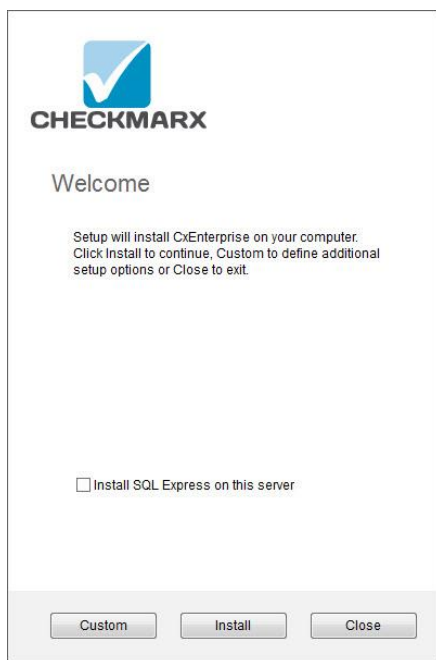 CHECKMARX
Welcome
Setup will install CxEnterprise on your computer.
Click Install to continue, Custom to define additional
setup options or Close to exit.
Install SQL Express on this server
Custom Install Close